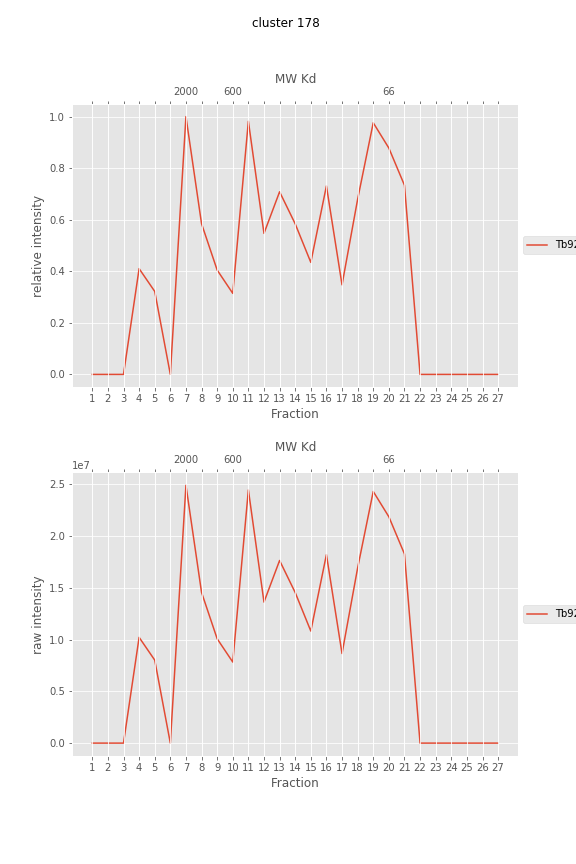 cluster 178
MW Kd
2000 600 66
1.0
0.8
0.6
0.4
0.2
0.0
relative intensity
Tb92
1 2 3 4 5 6 7 8 9 10 11 12 13 14 15 16 17 18 19 20 21 22 23 24 25 26 27
Fraction
MW Kd
2000 600 66
1e7
2.5
2.0
1.5
1.0
0.5
0.0
raw intensity
Tb92
1 2 3 4 5 6 7 8 9 10 11 12 13 14 15 16 17 18 19 20 21 22 23 24 25 26 27
Fraction